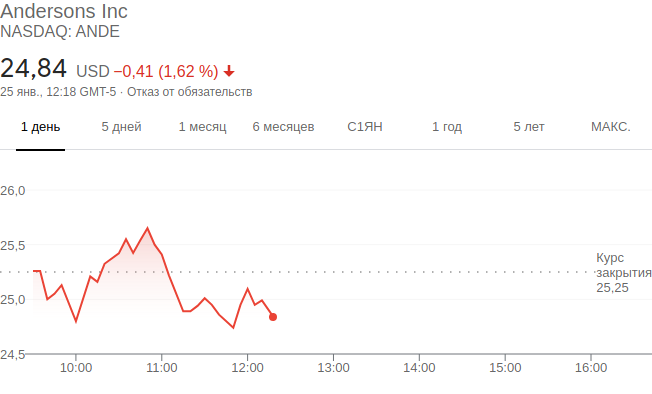 Andersons Inc
NASDAQ: ANDE
24,84 USD −0,41 (1,62 %)
25 янв., 12:18 GMT-5 · Отказ от обязательств
1 день 5 дней 1 месяц 6 месяцев С1ЯН 1 год 5 лет МАКС.
26,0
25,5
Курс
закрытия
25,25
25,0
24,5
10:00 11:00 12:00 13:00 14:00 15:00 16:00